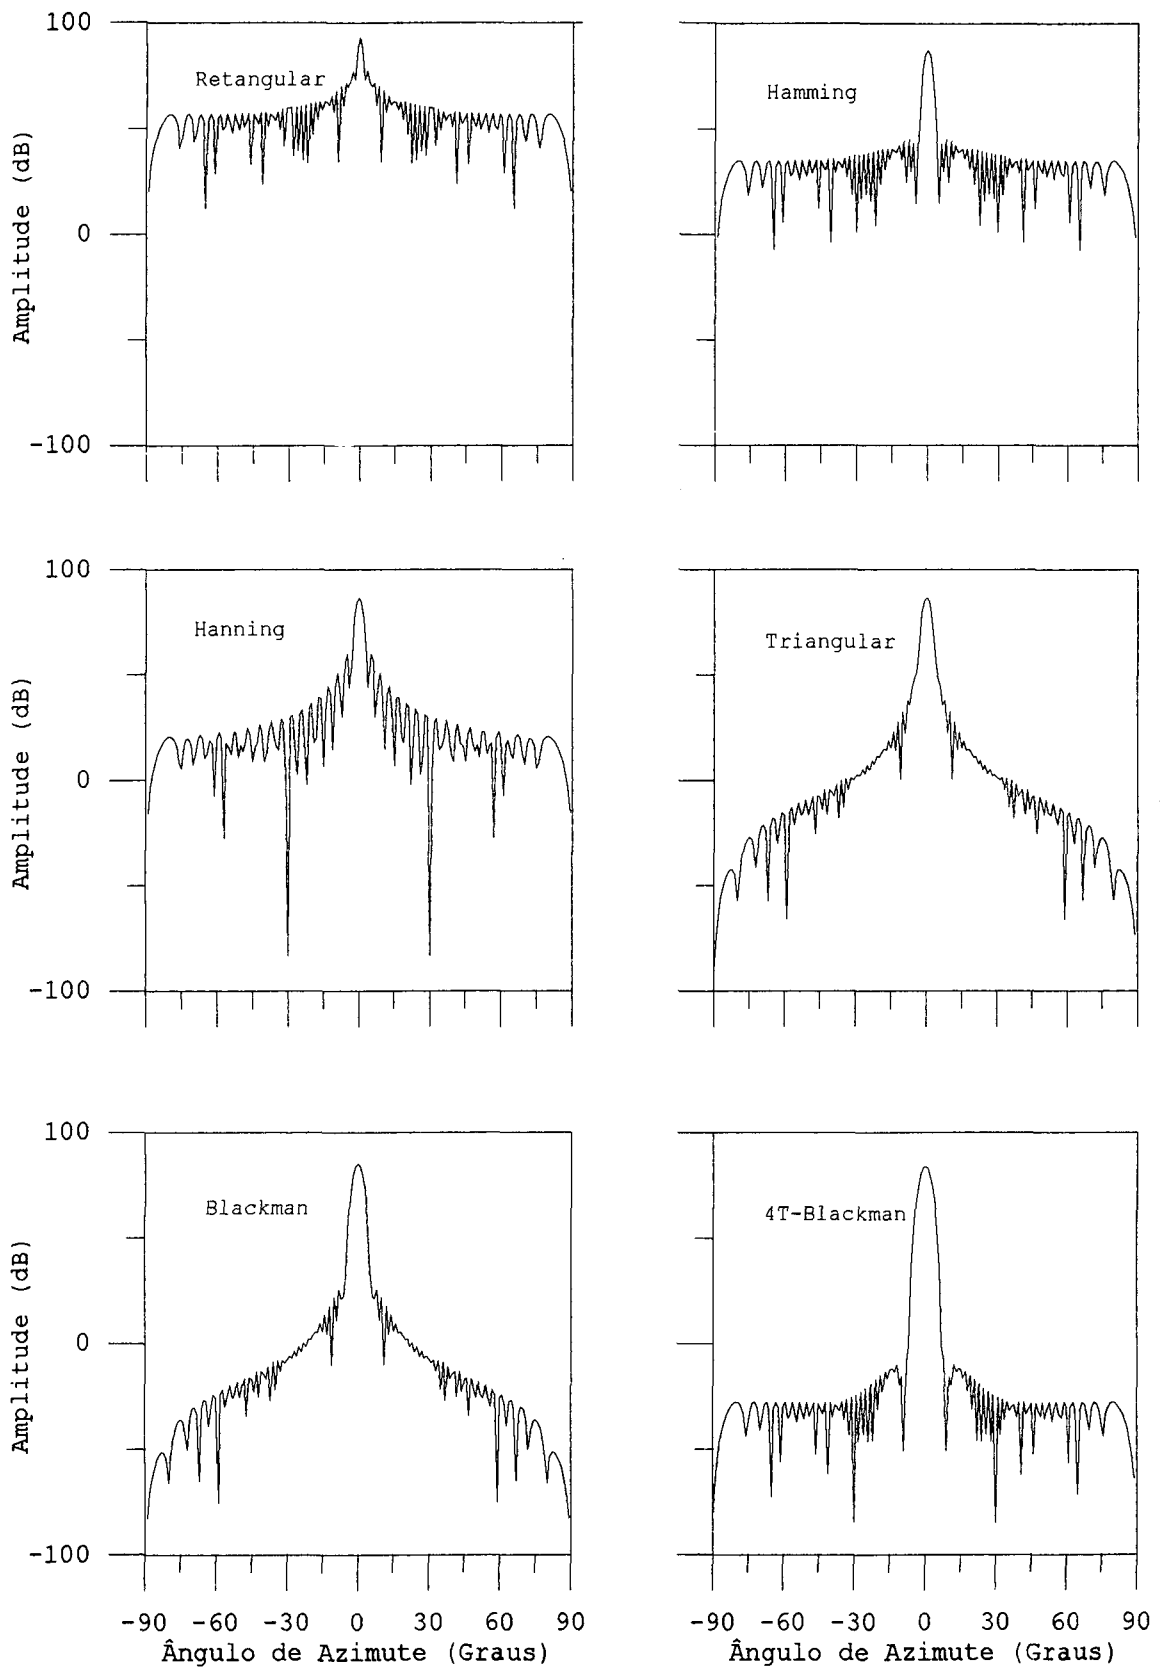 100
Retangular
Hamming
Amplitude (dB)
0
-100
100
Hanning
Triangular
Amplitude (dB)
0
-100
100
Blackman
4T-Blackman
Amplitude (dB)
0
-100
-90 -60 -30 0 30 60 90
-90 -60 -30 0 30 60 90
Ângulo de Azimute (Graus)
Ângulo de Azimute (Graus)